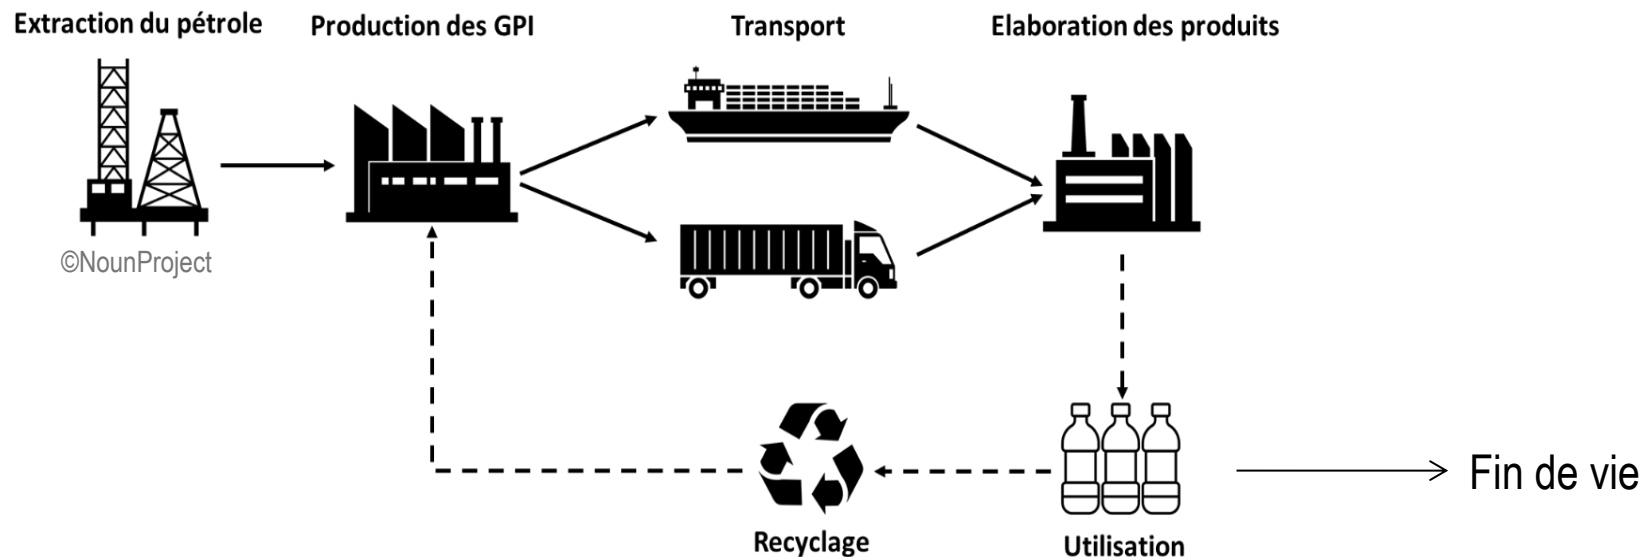 Extraction du pétrole
Production des GPI
Transport
Elaboration des produits
©NounProject
Fin de vie
Recyclage
Utilisation